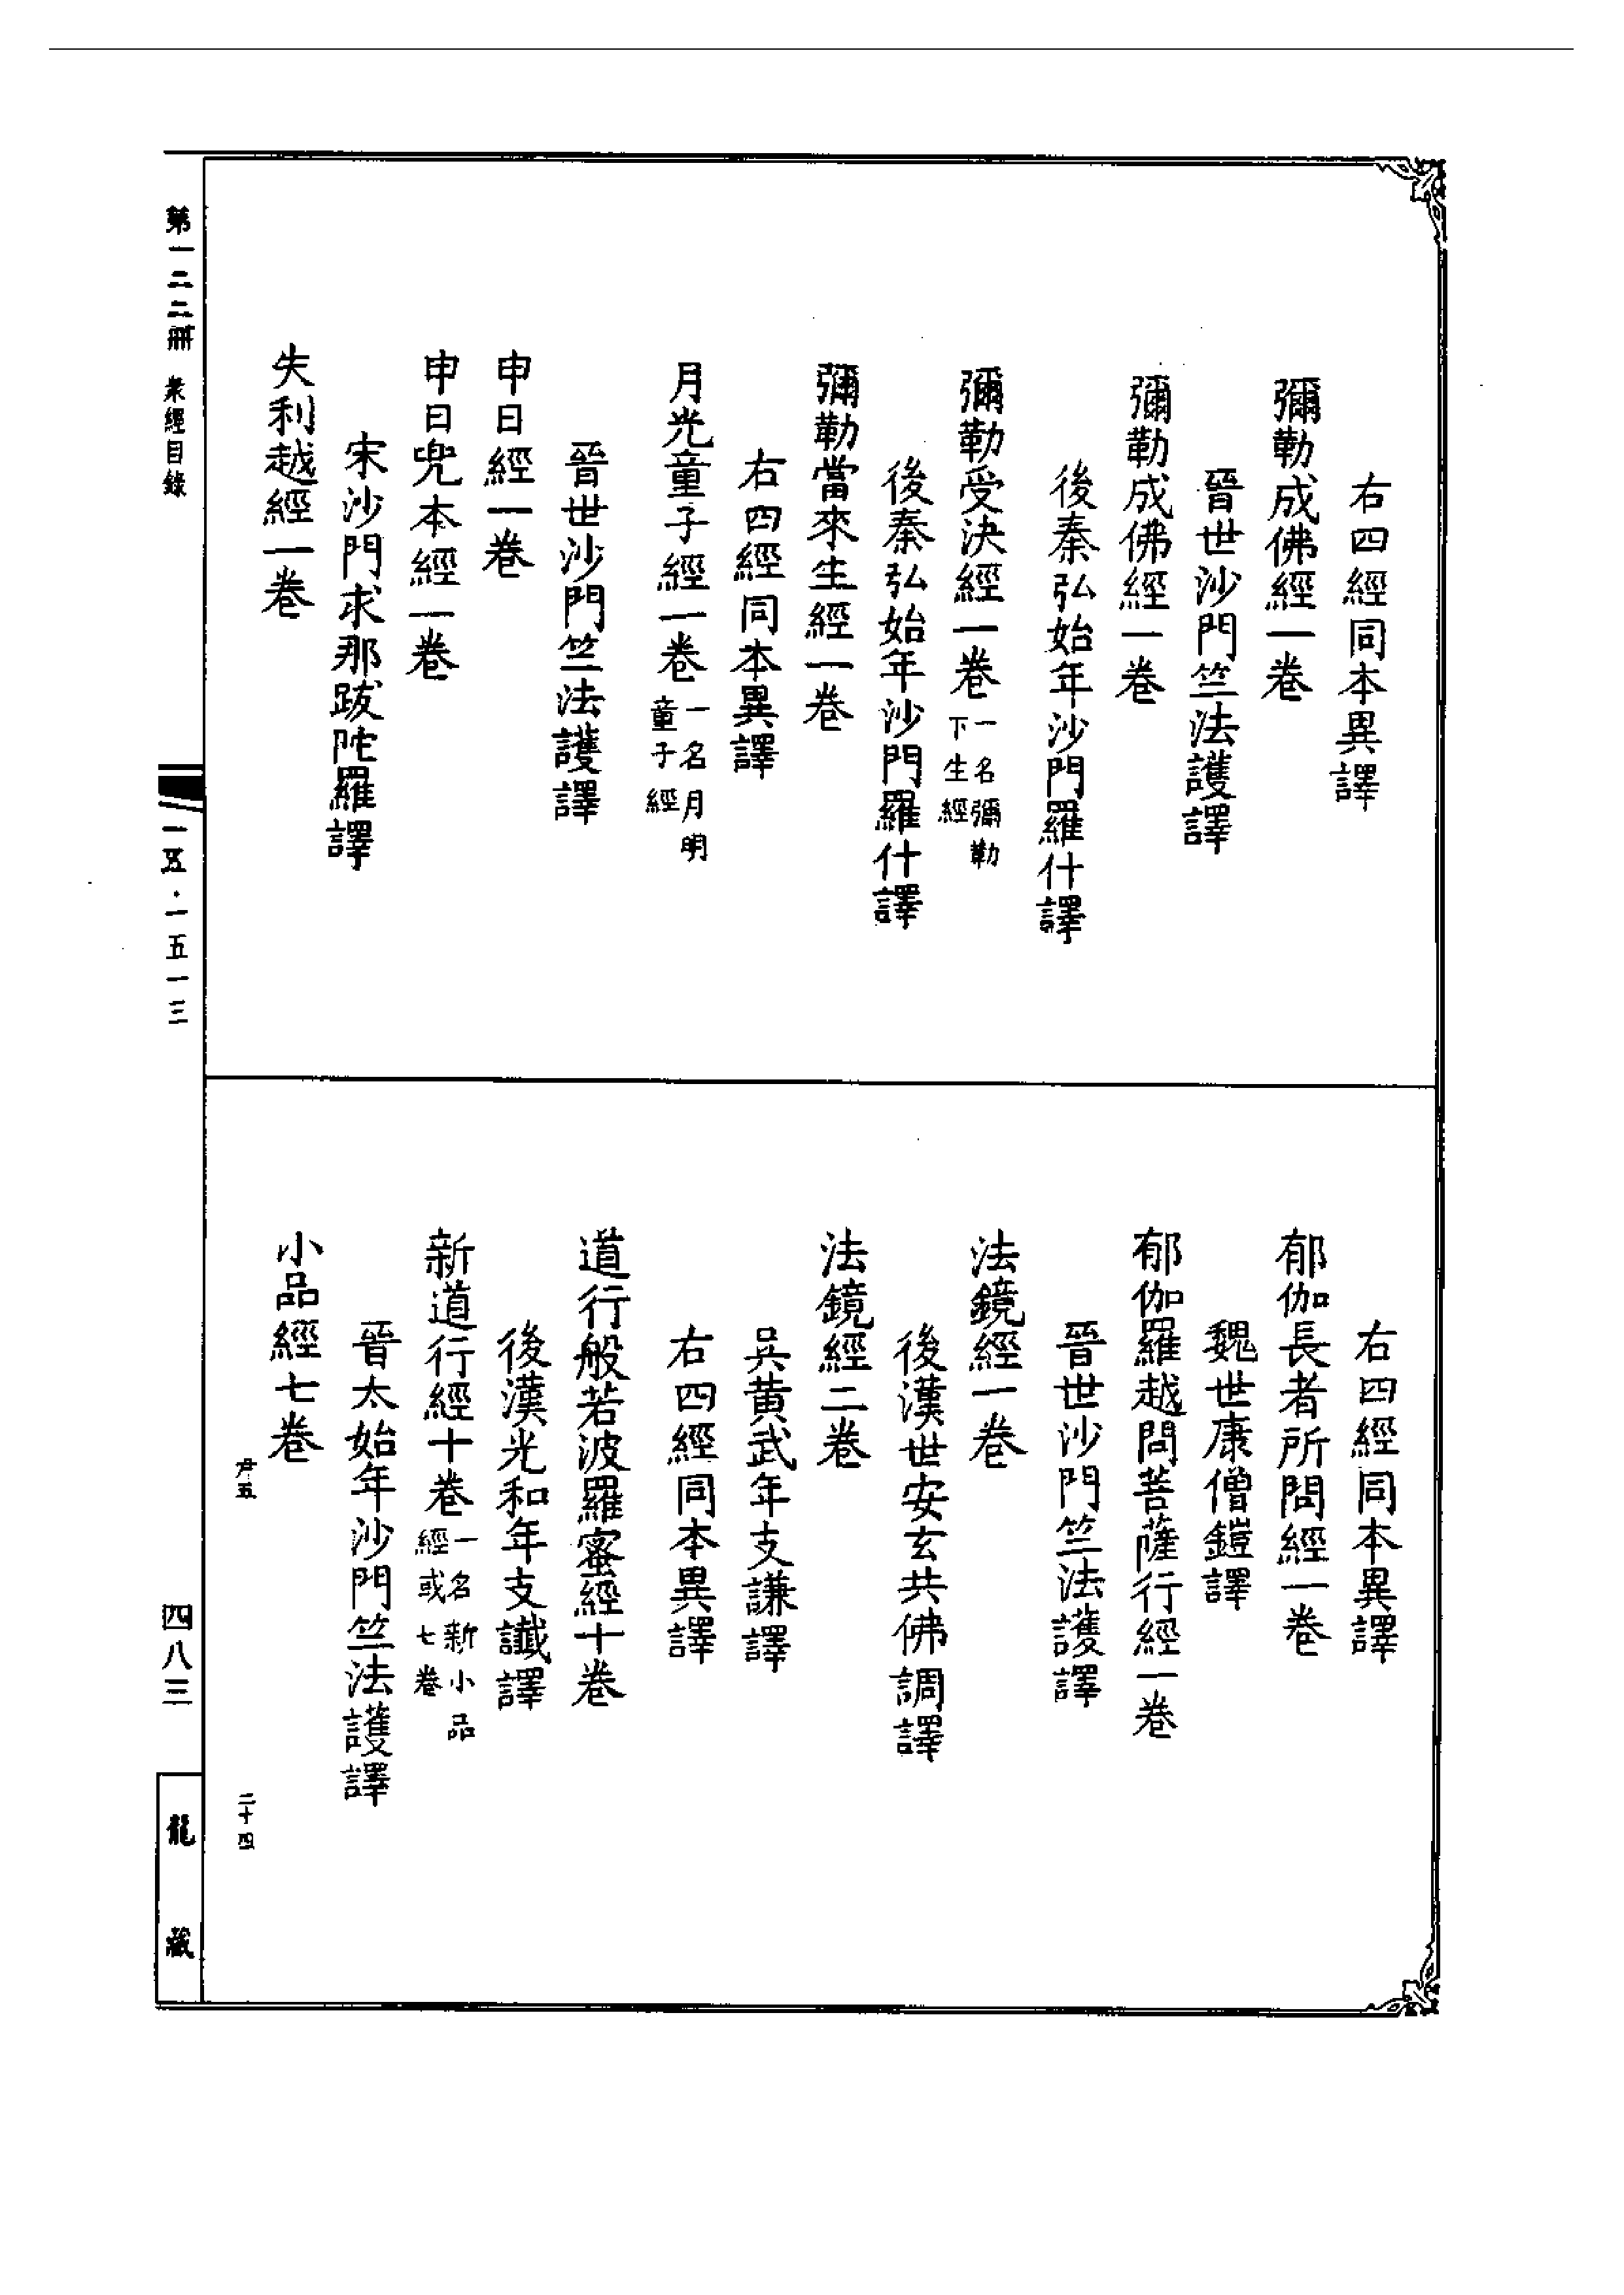 右四經同本異譯
彌勒成佛經一卷
晉世沙門竺法護譯
彌勒成佛經一卷
後秦弘始年沙門羅什譯
彌勒受決經一卷一名彌勒下生經
後秦弘始年沙門羅什譯
彌勒當來生經一卷
右四經同本異譯
月光童子經一卷一名月明童子經
晉世沙門竺法護譯
申日經一卷
申日兜本經一卷
宋沙門求那跋陀羅譯
失利越經一卷
右四經同本異譯
郁伽長者所問經一卷
魏世康僧鎧譯
郁伽羅越問菩薩行經一卷
晉世沙門竺法護譯
法鏡經一卷
後漢世安玄共佛調譯
法鏡經二卷
吳黃武年支謙譯
右四經同本異譯
道行般若波羅蜜經十卷
後漢光和年支讖譯
新道行經十卷一名新小品經或七卷
晉太始年沙門竺法護譯
小品經七卷
二十四
第一二二冊 衆經目錄
一五·一五一三
四八三
龍藏